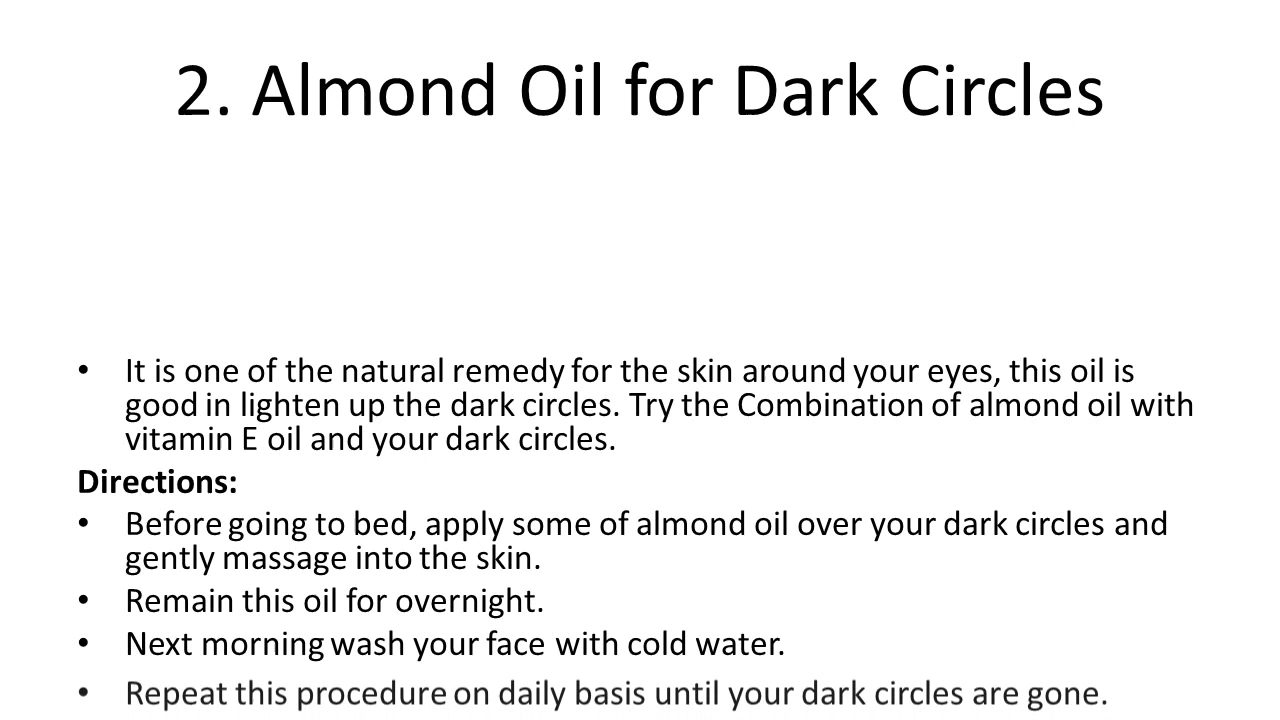 2. Almond Oil for Dark Circles
• It is one of the natural remedy for the skin around your eyes, this oil is
good in lighten up the dark circles. Try the Combination of almond oil with
vitamin E oil and your dark circles.
Directions:
• Before going to bed, apply some of almond oil over your dark circles and
gently massage into the skin.
• Remain this oil for overnight.
• Next morning wash your face with cold water.
• Repeat this procedure on daily basis until your dark circles are gone.